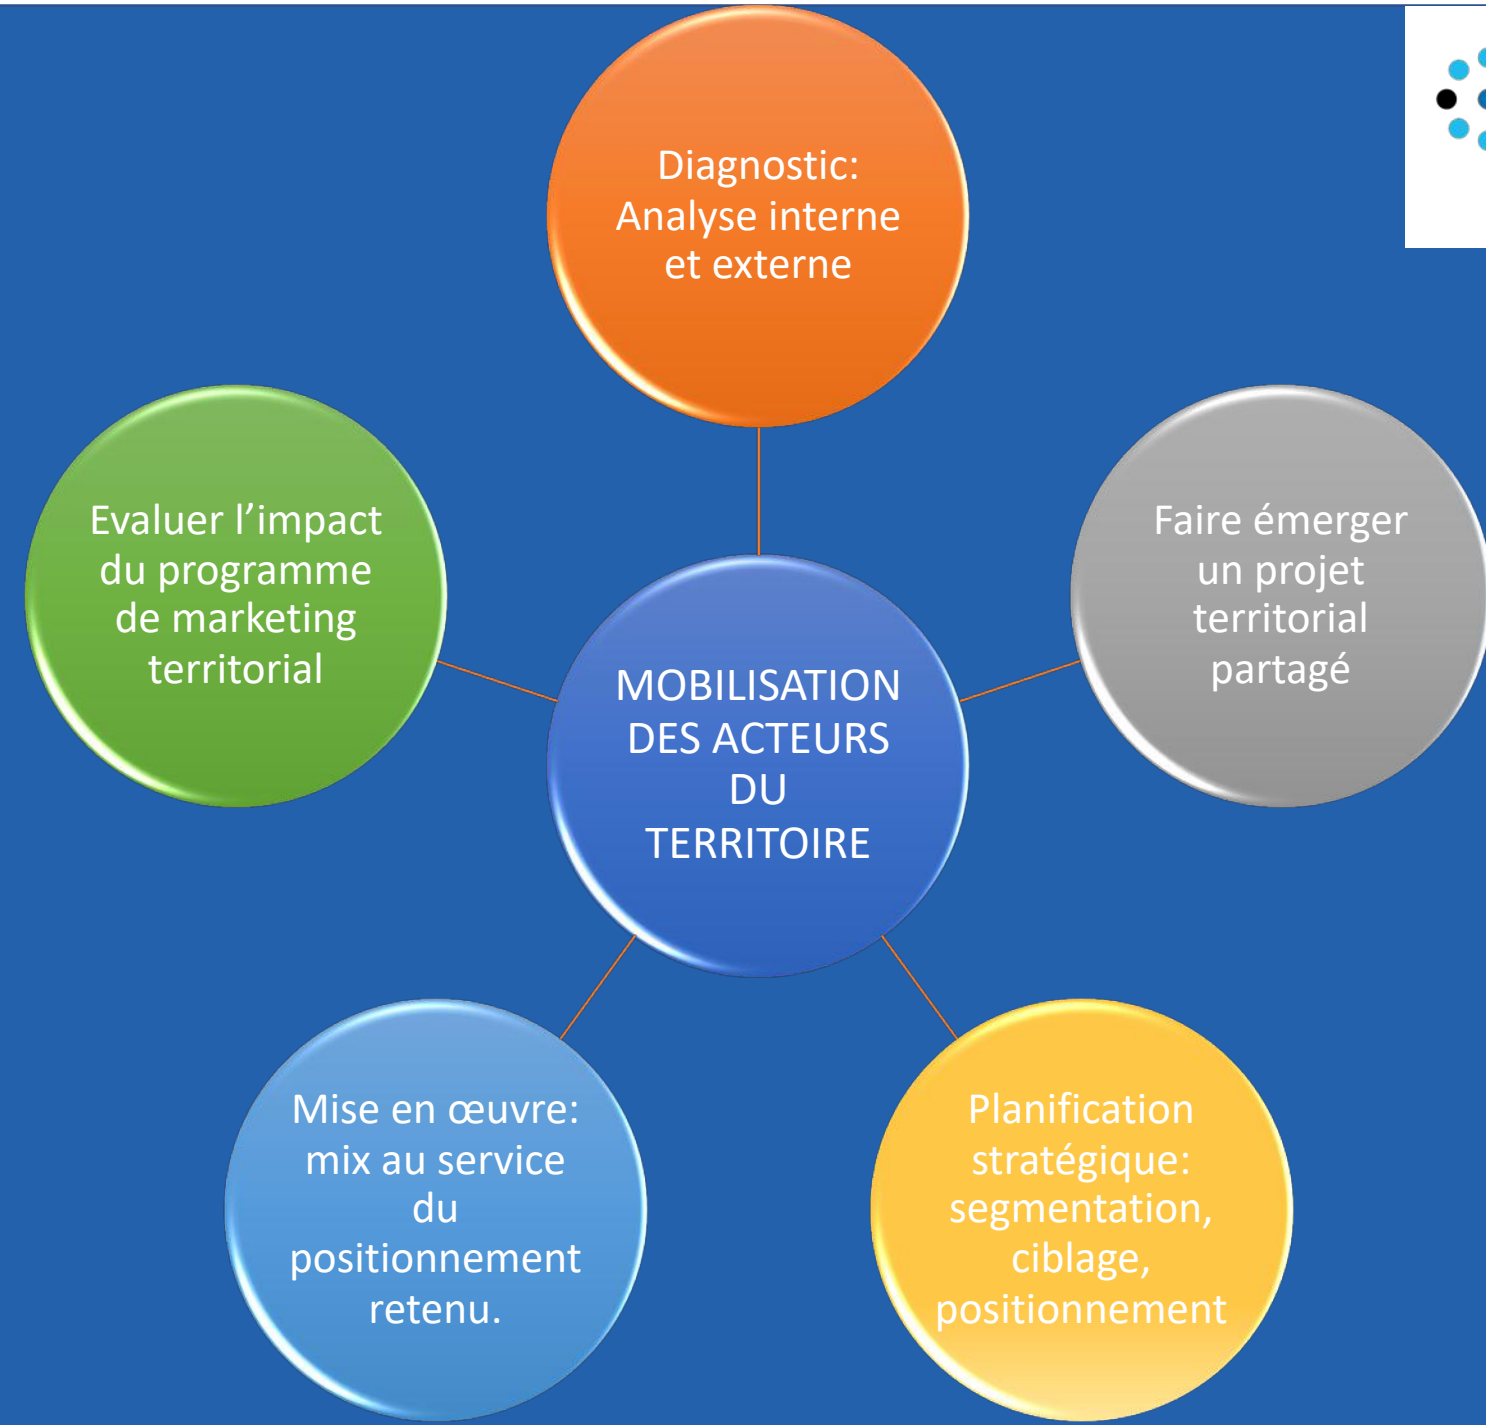 Diagnostic:
Analyse interne
et externe
Faire émerger
un projet
territorial
partagé
Planification
stratégique:
segmentation,
ciblage,
positionnement
Mise en œuvre:
mix au service
du
positionnement
retenu.
Evaluer l’impact
du programme
de marketing
territorial
MOBILISATION
DES ACTEURS
DU
TERRITOIRE